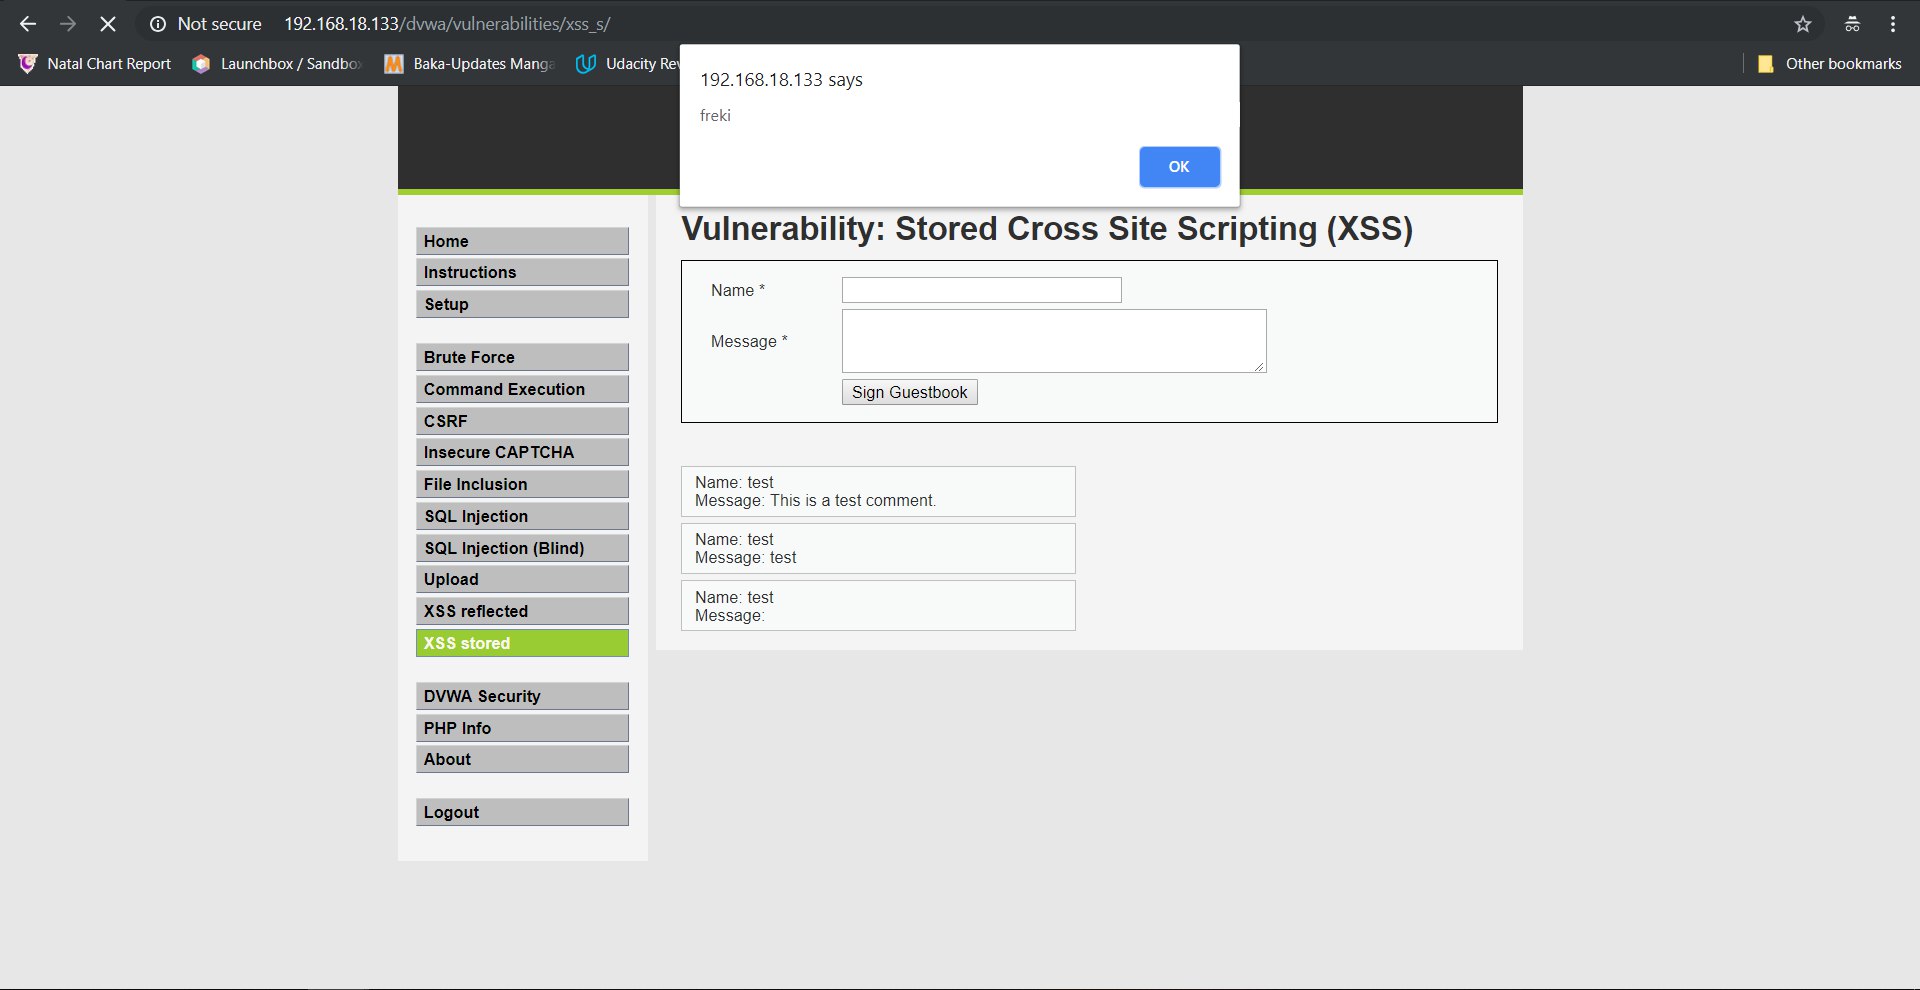 Not secure 192.168.18.133/dvwa/vulnerabilities/xss_s/
Natal Chart Report Launchbox / Sandbo Baka-Updates Manga Udacity Rev Other bookmarks
192.168.18.133 says
freki
OK
Home
Instructions
Setup
Brute Force
Command Execution
CSRF
Insecure CAPTCHA
File Inclusion
SQL Injection
SQL Injection (Blind)
Upload
XSS reflected
XSS stored
DVWA Security
PHP Info
About
Logout
Vulnerability: Stored Cross Site Scripting (XSS)
Name *
Message *
Sign Guestbook
Name: test
Message: This is a test comment.
Name: test
Message: test
Name: test
Message: